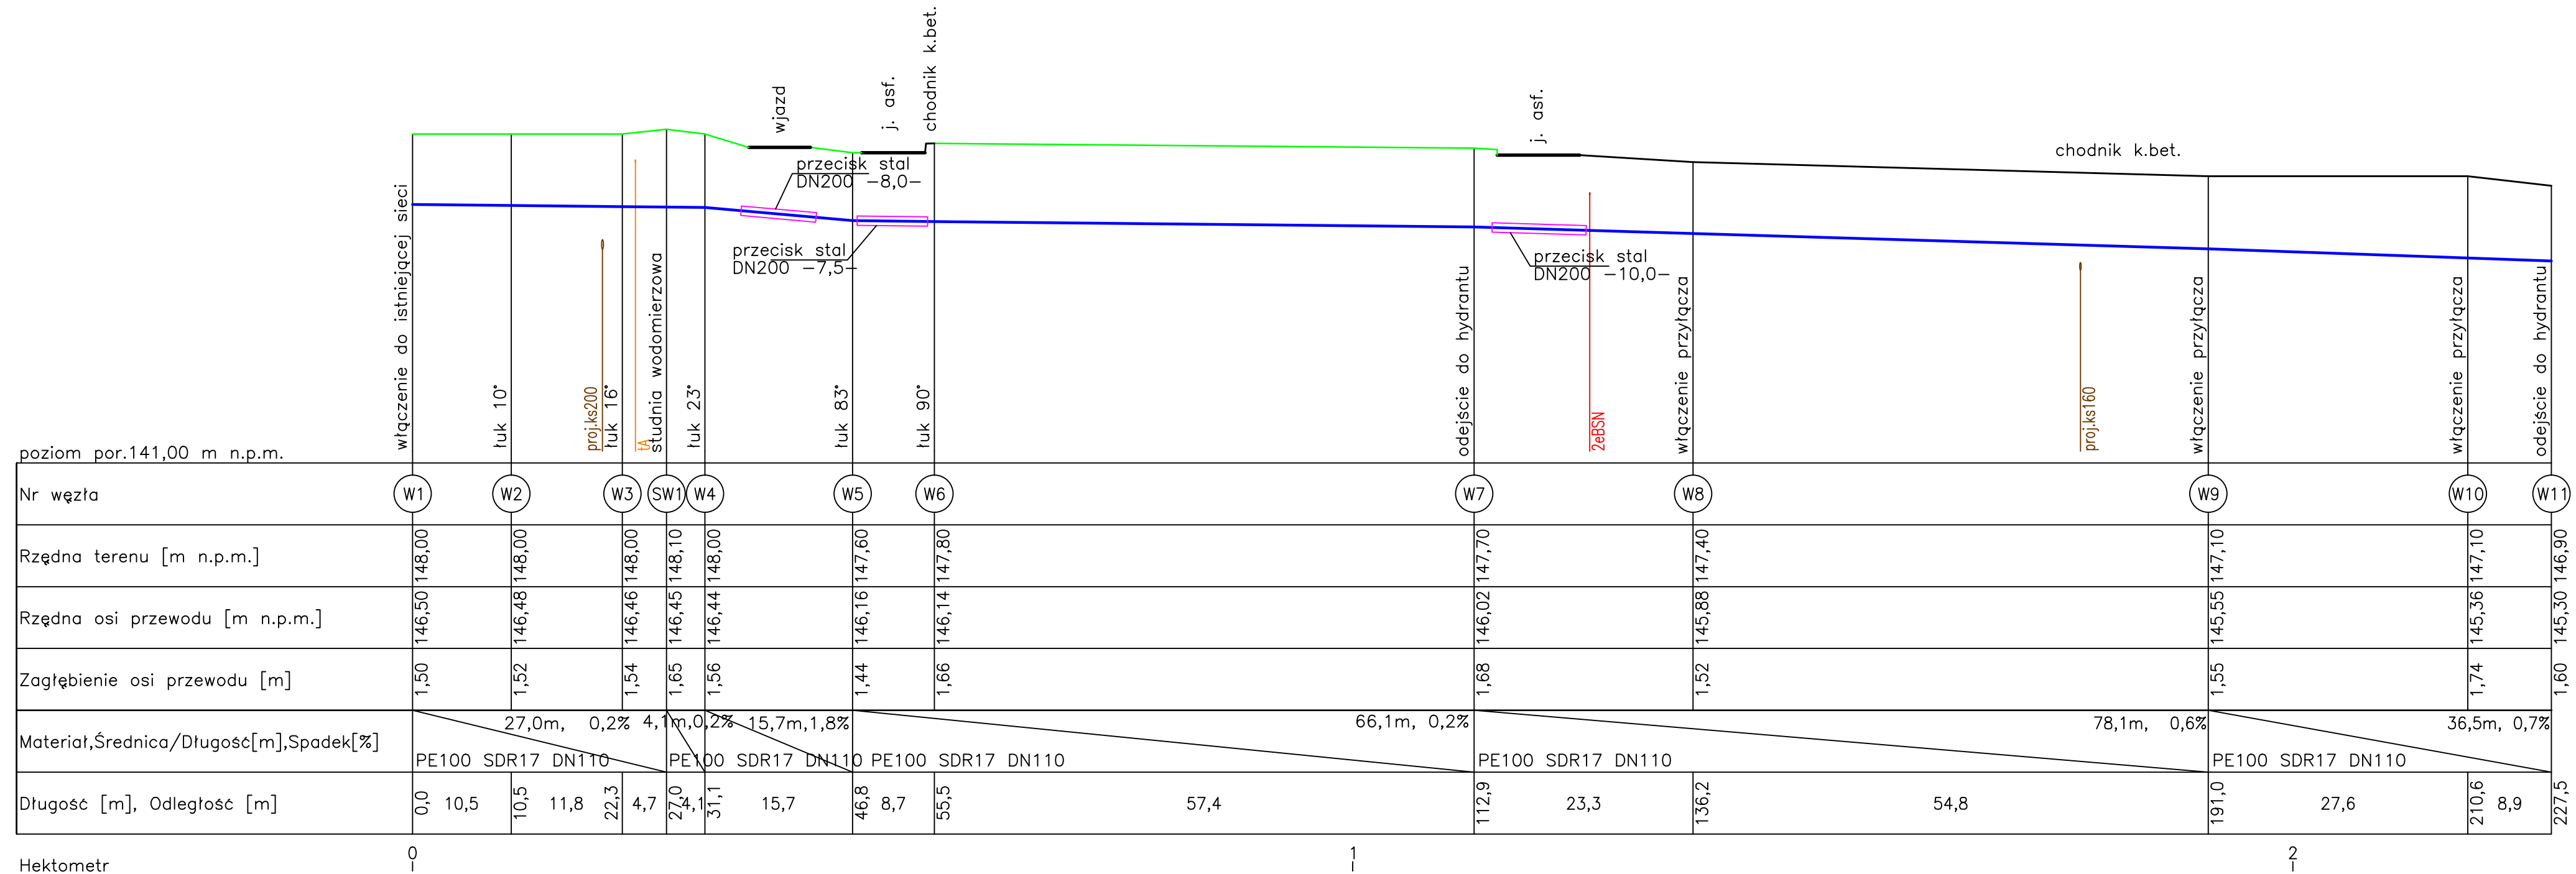 wjazd
j. asf.
chodnik k.bet.
j. asf.
chodnik k.bet.
przecisk stal
DN200 -8,0-
przecisk stal
DN200 -7,5-
przecisk stal
DN200 -10,0-
włączenie do istniejącej sieci
łuk 10°
proj.ks200
łuk 16°
tA
studnia wodomierzowa
łuk 23°
łuk 83°
łuk 90°
odejście do hydrantu
2eBSN
włączenie przyłącza
proj.ks160
włączenie przyłącza
włączenie przyłącza
odejście do hydrantu
poziom por.141,00 m n.p.m.
Nr węzła W1 W2 W3 SW1 W4 W5 W6 W7 W8 W9 W10 W11
Rzędna terenu [m n.p.m.] 148,00 148,00 148,00 148,10 148,00 147,60 147,80 147,70 147,40 147,10 147,10 146,90
Rzędna osi przewodu [m n.p.m.] 146,50 146,48 146,46 146,45 146,44 146,16 146,14 146,02 145,88 145,55 145,36 145,30
Zagłębienie osi przewodu [m] 1,50 1,52 1,54 1,65 1,56 1,44 1,66 1,68 1,52 1,55 1,74 1,60
27,0m, 0,2% 4,1m,0,2% 15,7m,1,8% 66,1m, 0,2% 78,1m, 0,6% 36,5m, 0,7%
Materiał,Średnica/Długość[m],Spadek[%]
PE100 SDR17 DN110 PE100 SDR17 DN110 PE100 SDR17 DN110 PE100 SDR17 DN110 PE100 SDR17 DN110
Długość [m], Odległość [m] 0,0 10,5 10,5 11,8 22,3 4,7 27,0 4,1 31,1 15,7 46,8 8,7 55,5 57,4 112,9 23,3 136,2 54,8 191,0 27,6 210,6 8,9 227,5
Hektometr 0 1 2